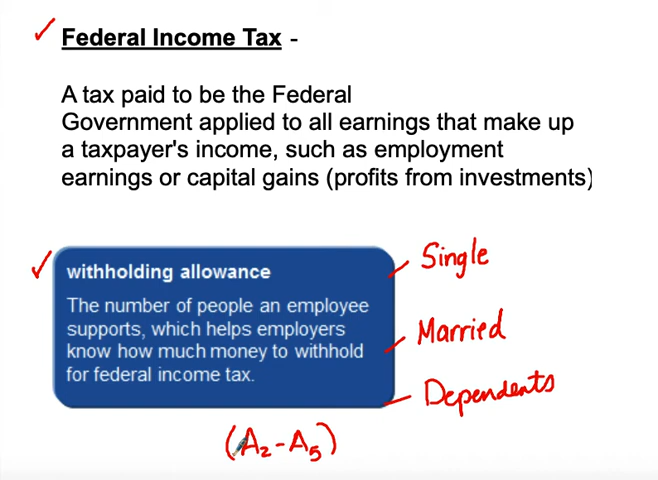 Federal Income Tax -
A tax paid to be the Federal
Government applied to all earnings that make up
a taxpayer's income, such as employment
earnings or capital gains (profits from investments)
withholding allowance
The number of people an employee
supports, which helps employers
know how much money to withhold
for federal income tax.
Single
Married
Dependents
(A₂-A₅)